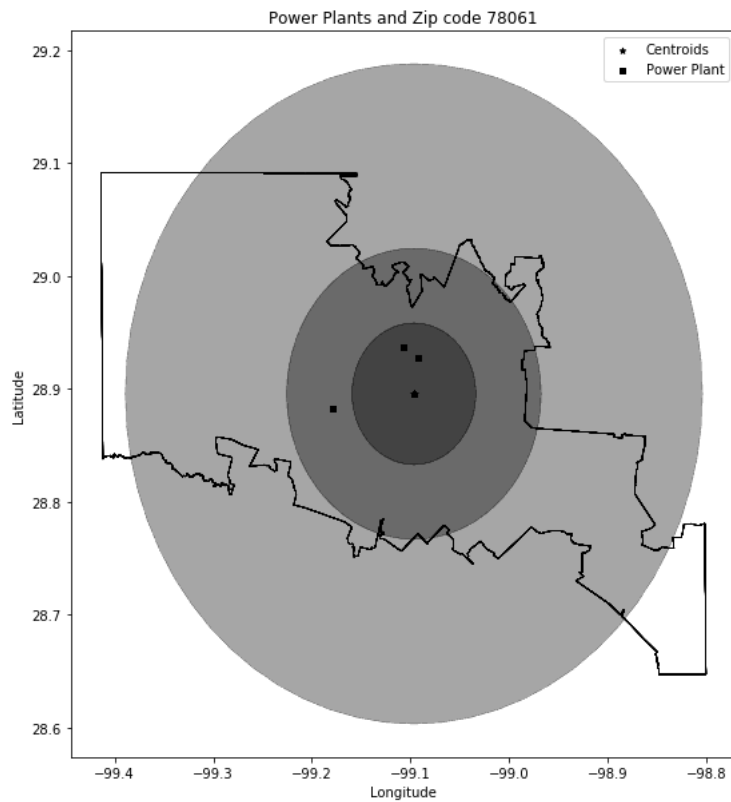 Power Plants and Zip code 78061
Centroids
Power Plant
29.2
29.1
29.0
28.9
28.8
28.7
28.6
Latitude
−99.4 −99.3 −99.2 −99.1 −99.0 −98.9 −98.8
Longitude